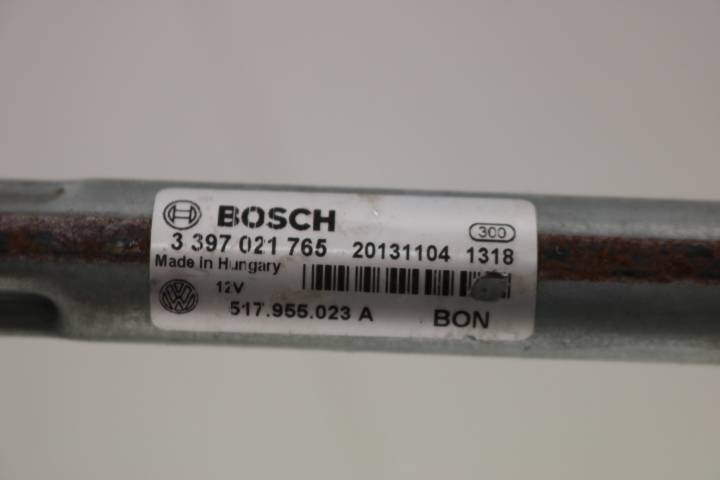 BOSCH
300
3 397 021 765 20131104 1318
Made in Hungary
12V
517.955.023 A BON